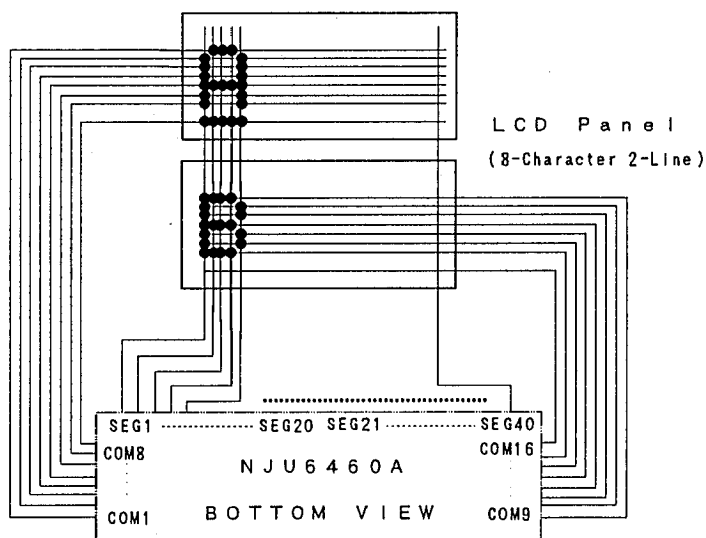 LCD Panel
(8-Character 2-Line)
SEG1 SEG20 SEG21 SEG40
COM8 COM16
NJU6460A
COM1 BOTTOM VIEW COM9